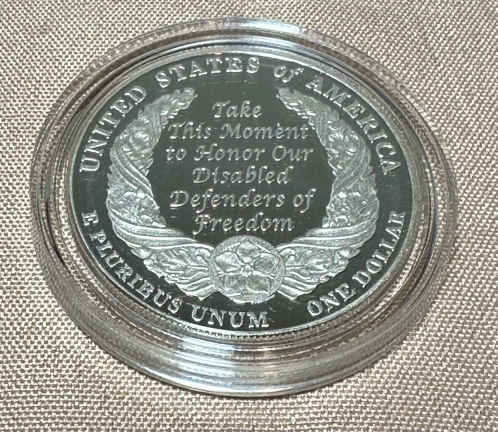 UNITED STATES of AMERICA
Take
This Moment
to Honor Our
Disabled
Defenders of
Freedom
E PLURIBUS UNUM
ONE DOLLAR